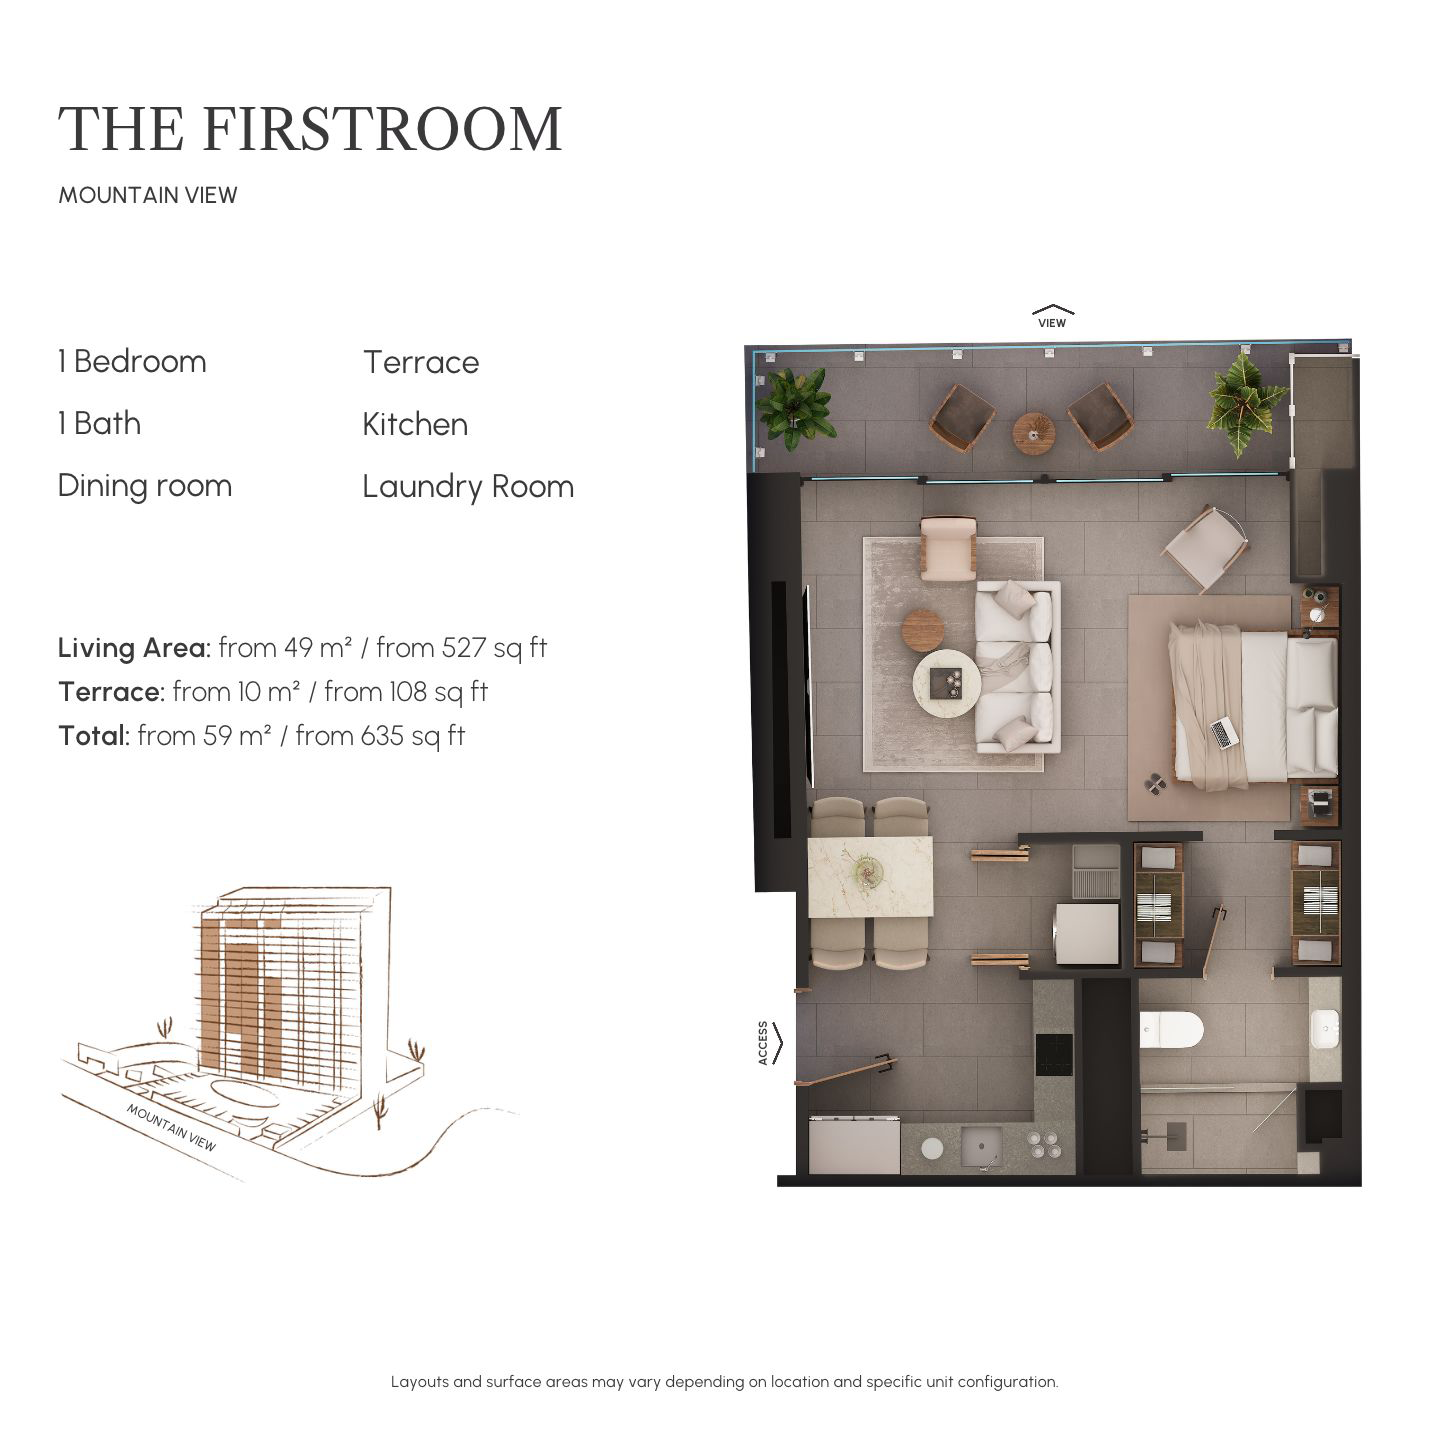 THE FIRSTROOM
MOUNTAIN VIEW
1 Bedroom
1 Bath
Dining room
Terrace
Kitchen
Laundry Room
Living Area: from 49 m² / from 527 sq ft
Terrace: from 10 m² / from 108 sq ft
Total: from 59 m² / from 635 sq ft
MOUNTAIN VIEW
VIEW
ACCESS
Layouts and surface areas may vary depending on location and specific unit configuration.